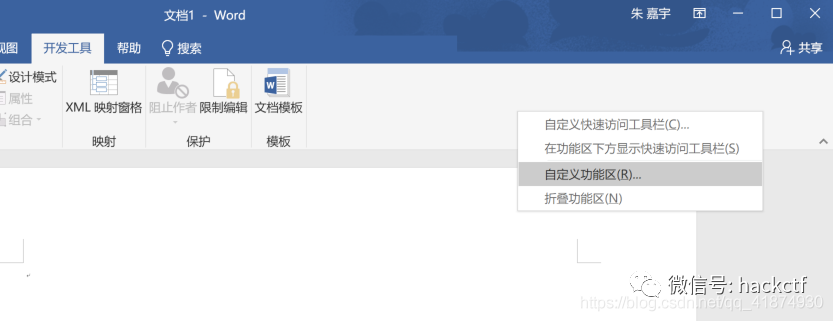 文档1 - Word
朱 嘉宇
视图 开发工具 帮助 搜索
共享
设计模式
属性
组合
XML 映射窗格
映射
阻止作者 限制编辑
保护
文档模板
模板
自定义快速访问工具栏(C)...
在功能区下方显示快速访问工具栏(S)
自定义功能区(R)...
折叠功能区(N)
微信号: hackctf
https://blog.csdn.net/qq_41874930